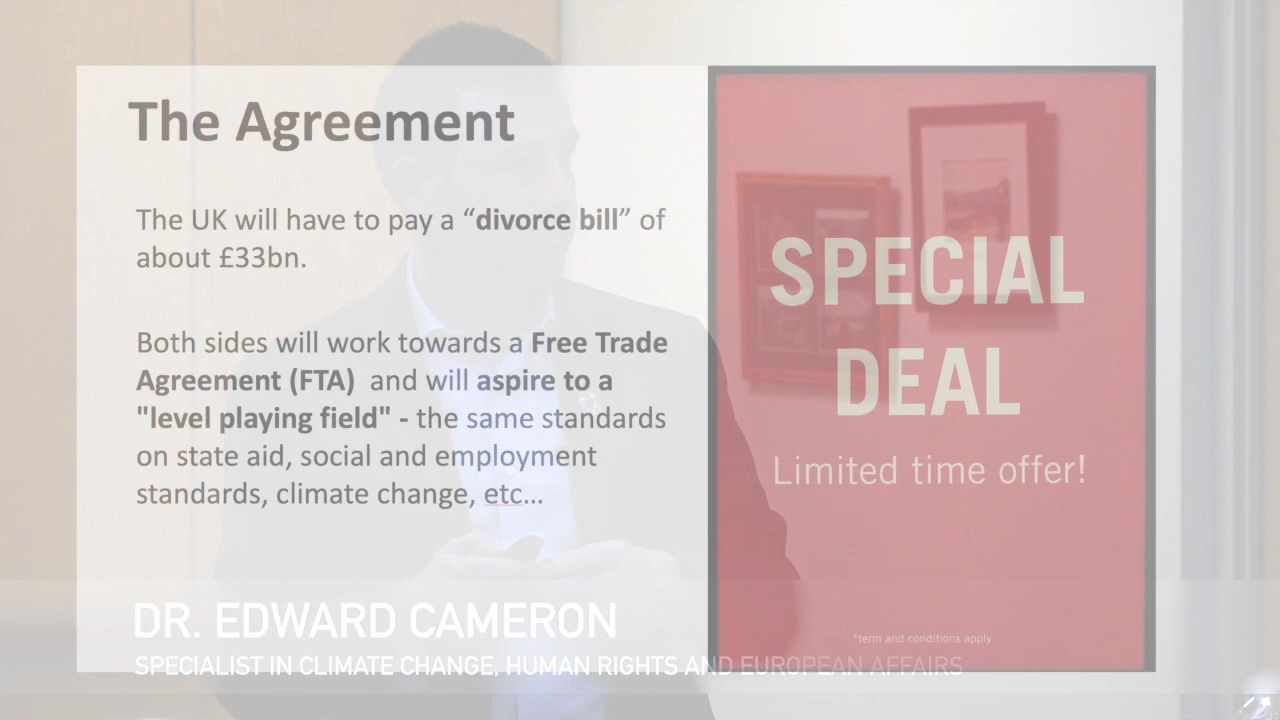 The Agreement
The UK will have to pay a “divorce bill” of
about £33bn.
Both sides will work towards a Free Trade
Agreement (FTA) and will aspire to a
"level playing field" - the same standards
on state aid, social and employment
standards, climate change, etc…
SPECIAL
DEAL
Limited time offer!
*term and conditions apply
DR. EDWARD CAMERON
SPECIALIST IN CLIMATE CHANGE, HUMAN RIGHTS AND EUROPEAN AFFAIRS